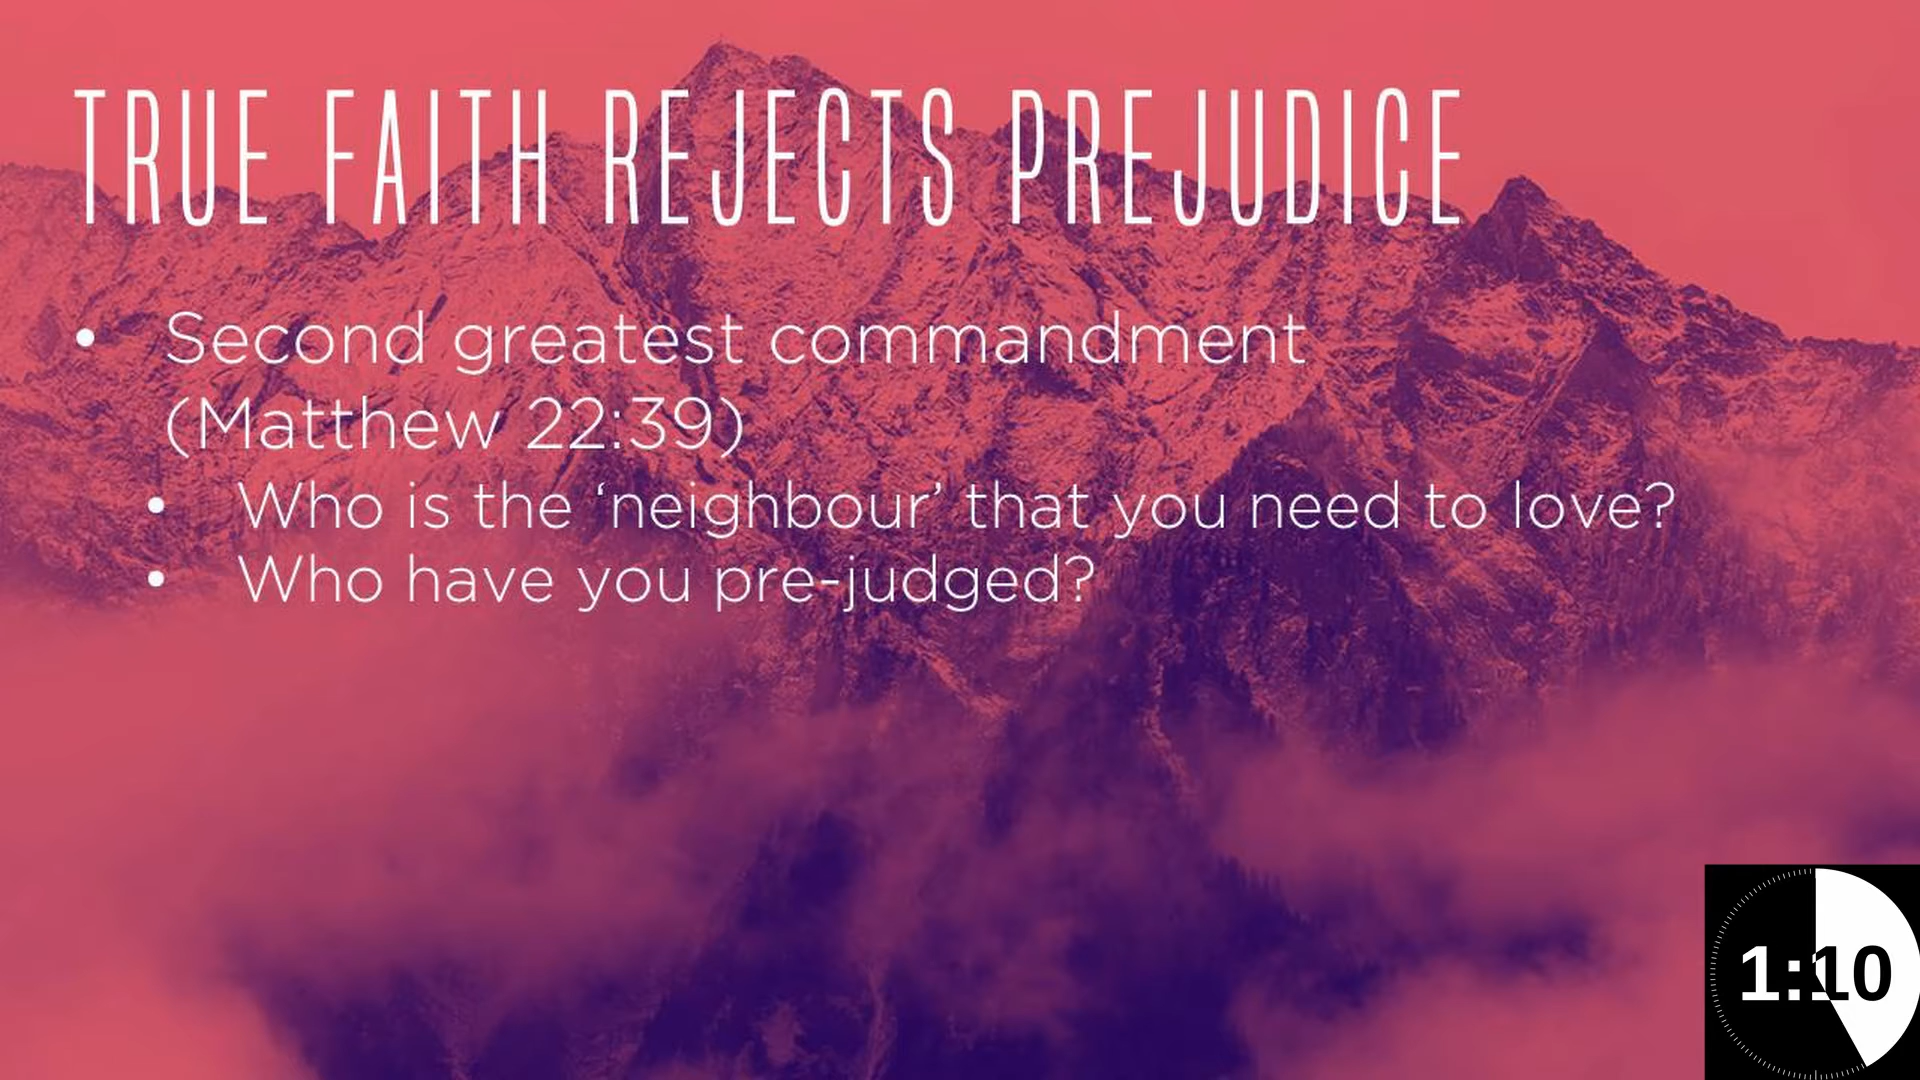 TRUE FAITH REJECTS PREJUDICE
• Second greatest commandment
(Matthew 22:39)
• Who is the ‘neighbour’ that you need to love?
• Who have you pre-judged?
1:10